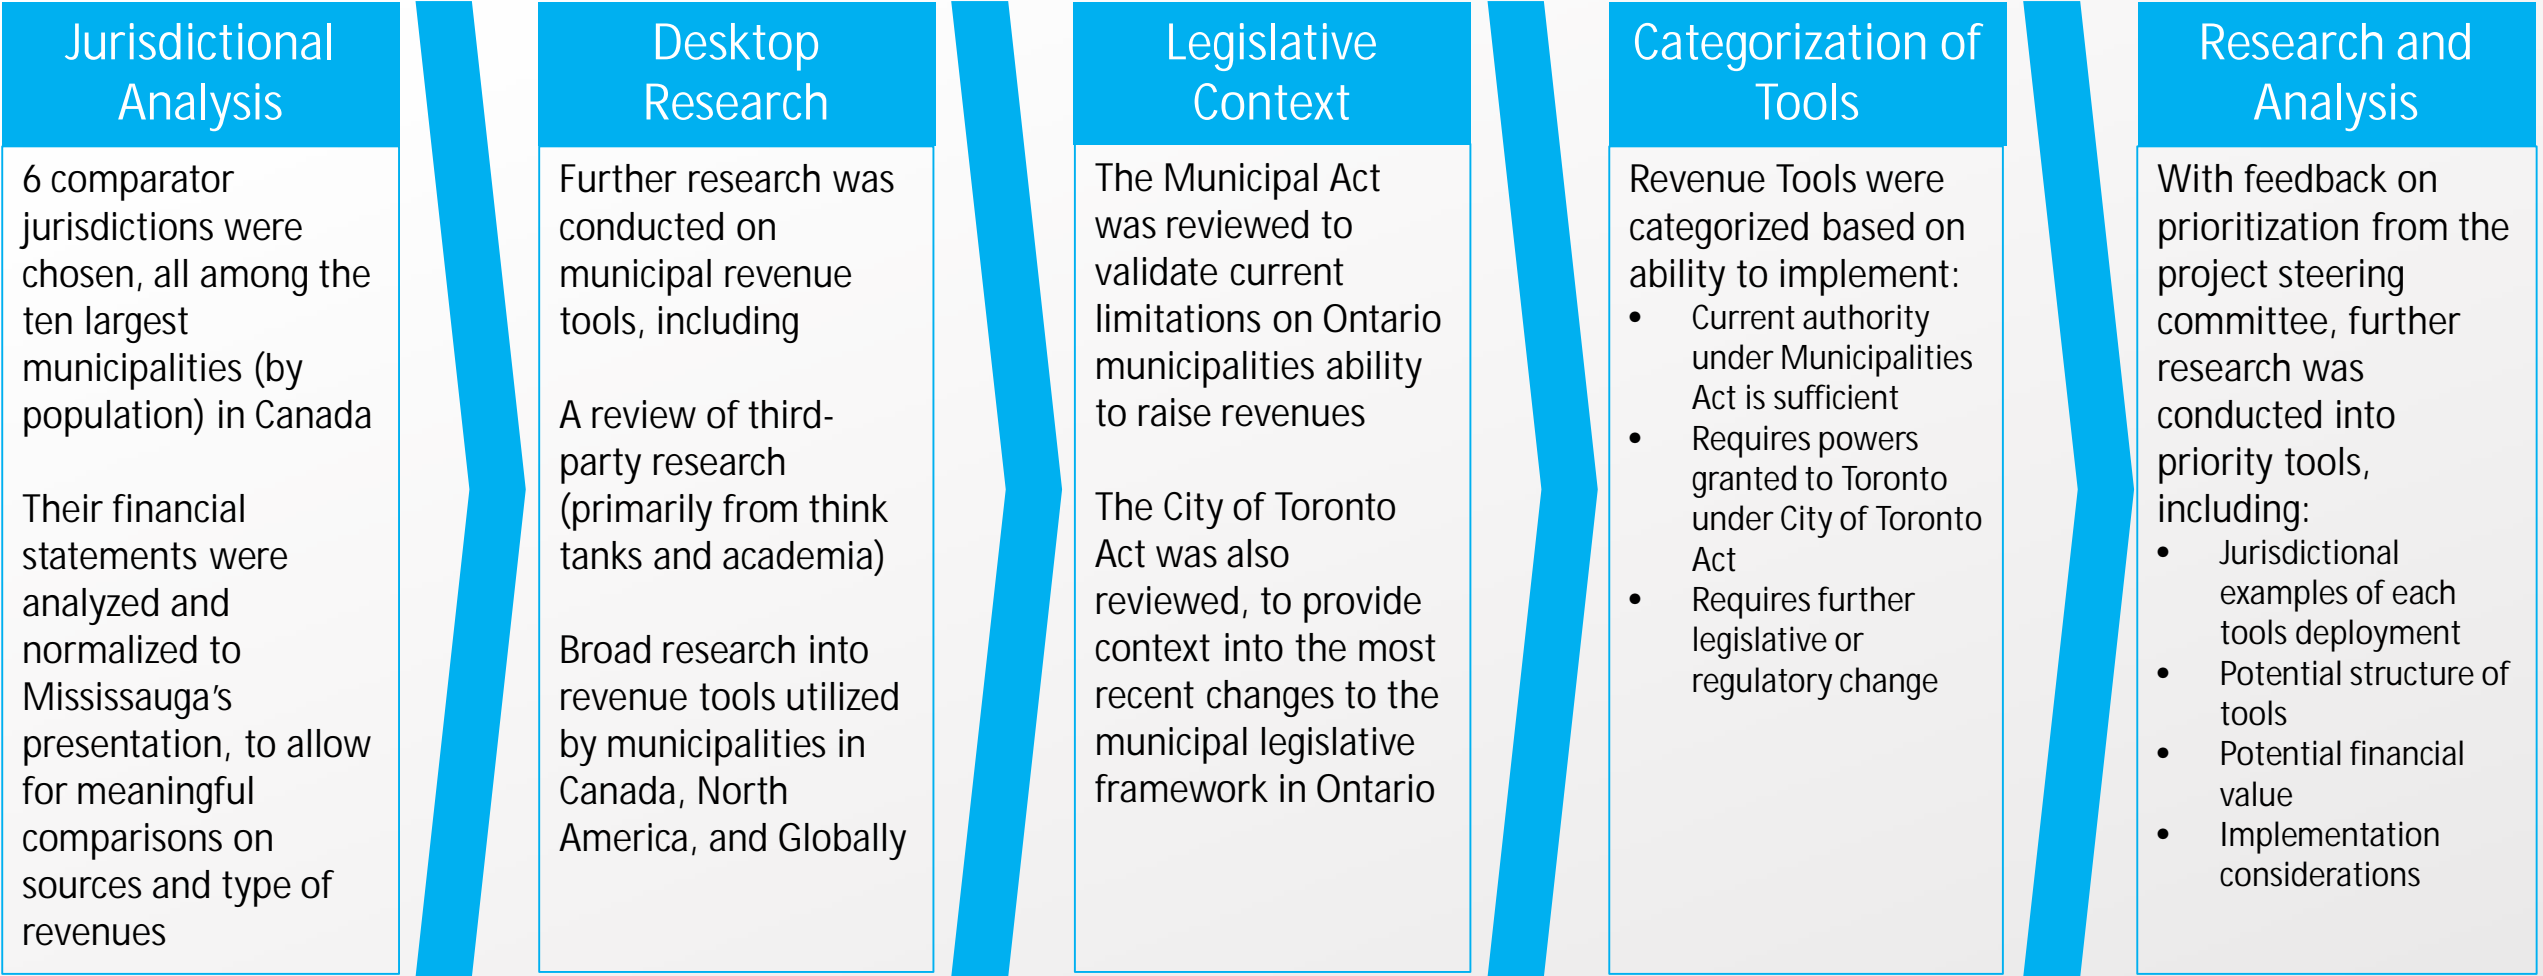 Jurisdictional
Analysis
6 comparator
jurisdictions were
chosen, all among the
ten largest
municipalities (by
population) in Canada
Their financial
statements were
analyzed and
normalized to
Mississauga's
presentation, to allow
for meaningful
comparisons on
sources and type of
revenues
Desktop
Research
Further research was
conducted on
municipal revenue
tools, including
A review of third-
party research
(primarily from think
tanks and academia)
Broad research into
revenue tools utilized
by municipalities in
Canada, North
America, and Globally
Legislative
Context
The Municipal Act
was reviewed to
validate current
limitations on Ontario
municipalities ability
to raise revenues
The City of Toronto
Act was also
reviewed, to provide
context into the most
recent changes to the
municipal legislative
framework in Ontario
Categorization of
Tools
Revenue Tools were
categorized based on
ability to implement:
• Current authority
under Municipalities
Act is sufficient
• Requires powers
granted to Toronto
under City of Toronto
Act
• Requires further
legislative or
regulatory change
Research and
Analysis
With feedback on
prioritization from the
project steering
committee, further
research was
conducted into
priority tools,
including:
• Jurisdictional
examples of each
tools deployment
• Potential structure of
tools
• Potential financial
value
• Implementation
considerations